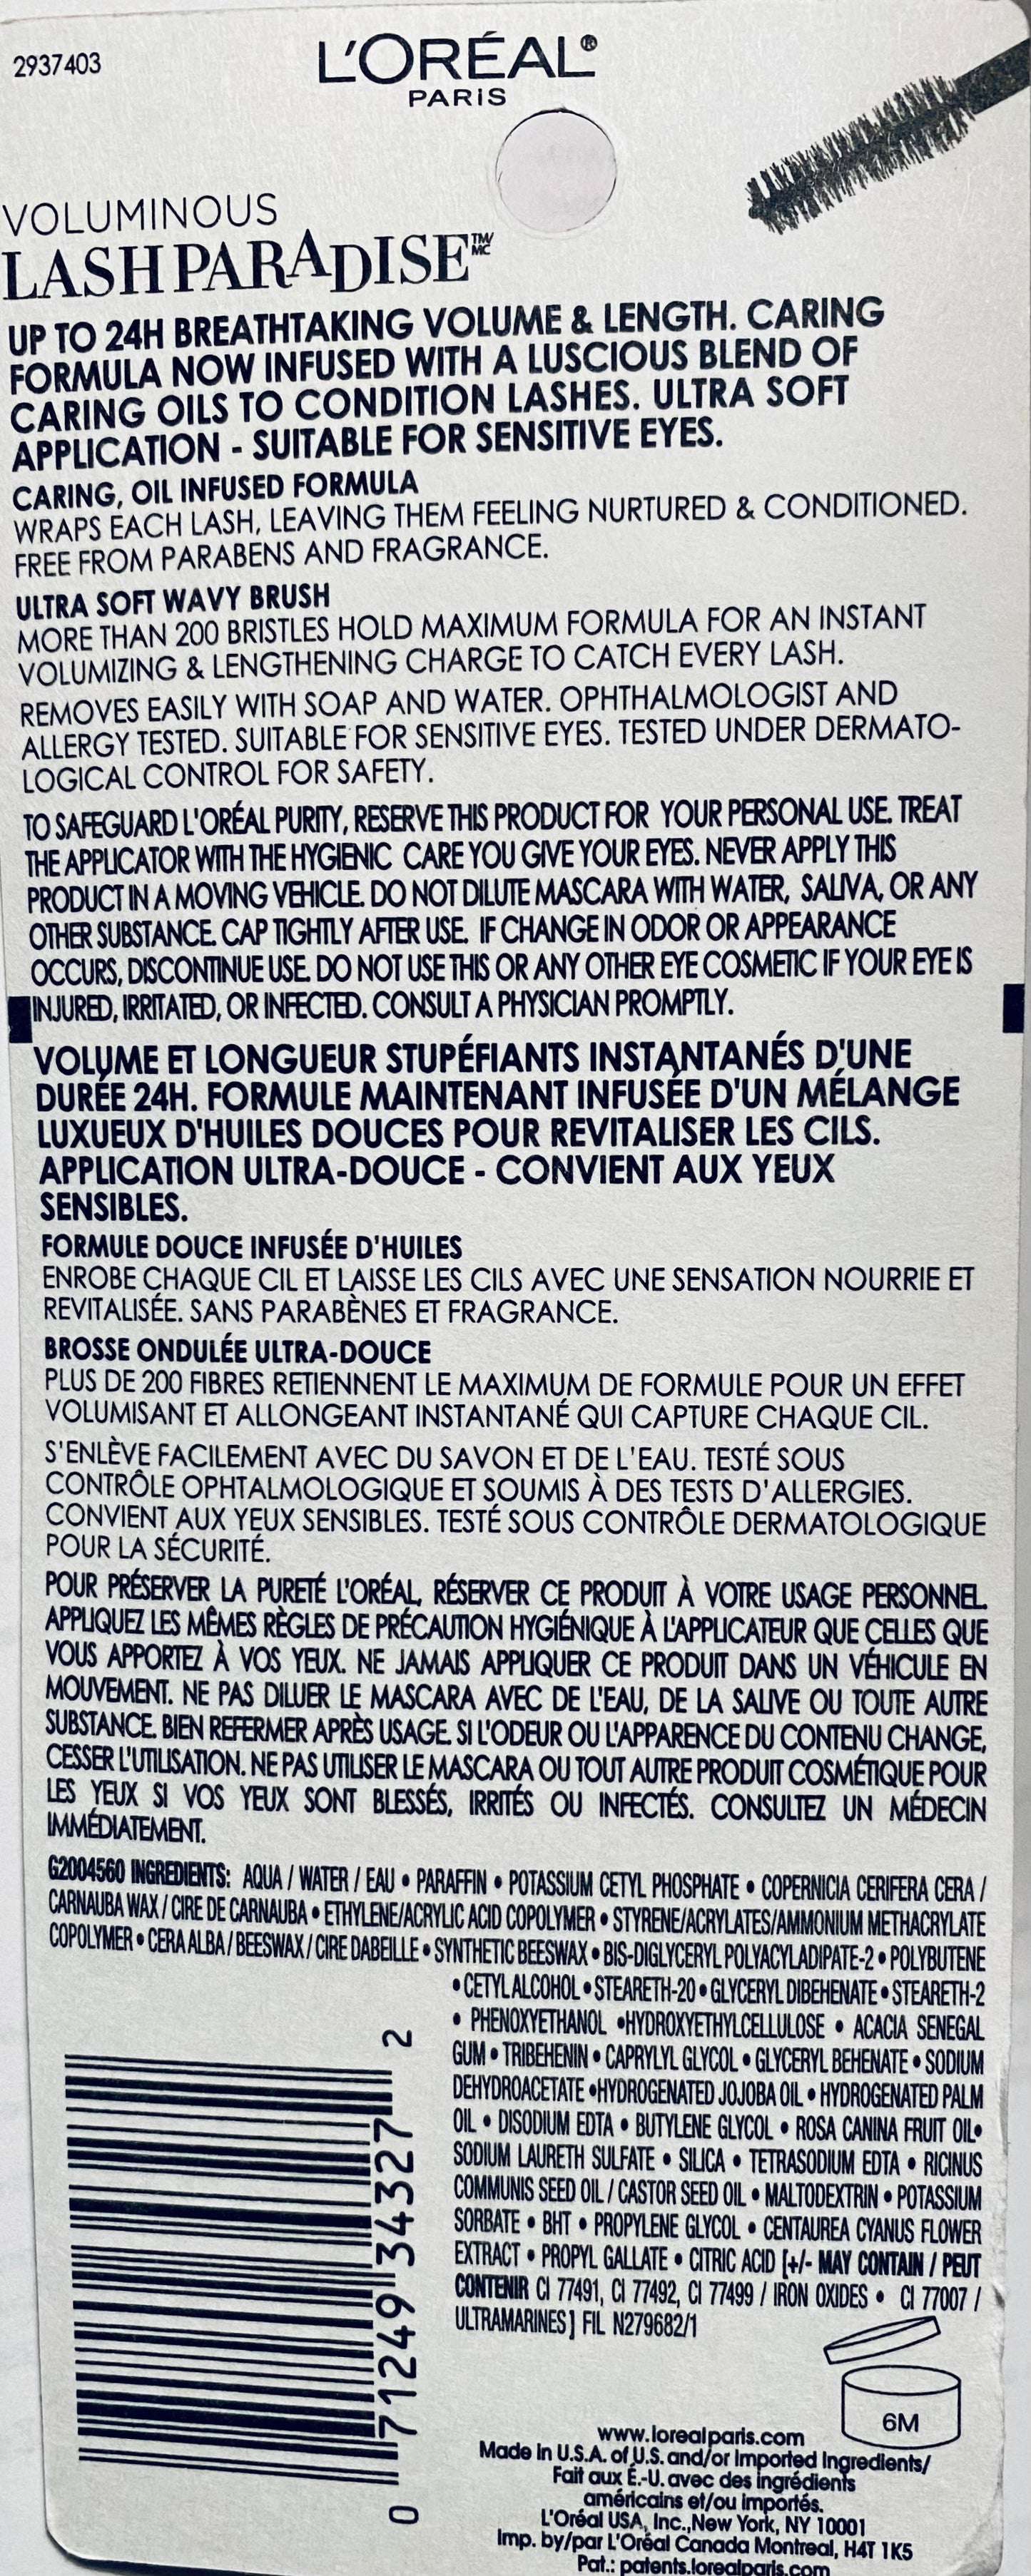 2937403
L'ORÉAL®
PARIS
VOLUMINOUS
LASH PARADISE™ MC
UP TO 24H BREATHTAKING VOLUME & LENGTH. CARING
FORMULA NOW INFUSED WITH A LUSCIOUS BLEND OF
CARING OILS TO CONDITION LASHES. ULTRA SOFT
APPLICATION - SUITABLE FOR SENSITIVE EYES.
CARING, OIL INFUSED FORMULA
WRAPS EACH LASH, LEAVING THEM FEELING NURTURED & CONDITIONED.
FREE FROM PARABENS AND FRAGRANCE.
ULTRA SOFT WAVY BRUSH
MORE THAN 200 BRISTLES HOLD MAXIMUM FORMULA FOR AN INSTANT
VOLUMIZING & LENGTHENING CHARGE TO CATCH EVERY LASH.
REMOVES EASILY WITH SOAP AND WATER. OPHTHALMOLOGIST AND
ALLERGY TESTED. SUITABLE FOR SENSITIVE EYES. TESTED UNDER DERMATO-
LOGICAL CONTROL FOR SAFETY.
TO SAFEGUARD L'ORÉAL PURITY, RESERVE THIS PRODUCT FOR YOUR PERSONAL USE. TREAT
THE APPLICATOR WITH THE HYGIENIC CARE YOU GIVE YOUR EYES. NEVER APPLY THIS
PRODUCT IN A MOVING VEHICLE. DO NOT DILUTE MASCARA WITH WATER, SALIVA, OR ANY
OTHER SUBSTANCE. CAP TIGHTLY AFTER USE. IF CHANGE IN ODOR OR APPEARANCE
OCCURS, DISCONTINUE USE. DO NOT USE THIS OR ANY OTHER EYE COSMETIC IF YOUR EYE IS
INJURED, IRRITATED, OR INFECTED. CONSULT A PHYSICIAN PROMPTLY.
VOLUME ET LONGUEUR STUPÉFIANTS INSTANTANÉS D'UNE
DURÉE 24H. FORMULE MAINTENANT INFUSÉE D'UN MÉLANGE
LUXUEUX D'HUILES DOUCES POUR REVITALISER LES CILS.
APPLICATION ULTRA-DOUCE - CONVIENT AUX YEUX
SENSIBLES.
FORMULE DOUCE INFUSÉE D'HUILES
ENROBE CHAQUE CIL ET LAISSE LES CILS AVEC UNE SENSATION NOURRIE ET
REVITALISÉE. SANS PARABÈNES ET FRAGRANCE.
BROSSE ONDULÉE ULTRA-DOUCE
PLUS DE 200 FIBRES RETIENNENT LE MAXIMUM DE FORMULE POUR UN EFFET
VOLUMISANT ET ALLONGEANT INSTANTANÉ QUI CAPTURE CHAQUE CIL.
S'ENLÈVE FACILEMENT AVEC DU SAVON ET DE L'EAU. TESTÉ SOUS
CONTRÔLE OPHTALMOLOGIQUE ET SOUMIS À DES TESTS D'ALLERGIES.
CONVIENT AUX YEUX SENSIBLES. TESTÉ SOUS CONTRÔLE DERMATOLOGIQUE
POUR LA SÉCURITÉ.
POUR PRÉSERVER LA PURETÉ L'ORÉAL, RÉSERVER CE PRODUIT À VOTRE USAGE PERSONNEL.
APPLIQUEZ LES MÊMES RÈGLES DE PRÉCAUTION HYGIÉNIQUE À L'APPLICATEUR QUE CELLES QUE
VOUS APPORTEZ À VOS YEUX. NE JAMAIS APPLIQUER CE PRODUIT DANS UN VÉHICULE EN
MOUVEMENT. NE PAS DILUER LE MASCARA AVEC DE L'EAU, DE LA SALIVE OU TOUTE AUTRE
SUBSTANCE. BIEN REFERMER APRÈS USAGE. SI L'ODEUR OU L'APPARENCE DU CONTENU CHANGE,
CESSER L'UTILISATION. NE PAS UTILISER LE MASCARA OU TOUT AUTRE PRODUIT COSMÉTIQUE POUR
LES YEUX SI VOS YEUX SONT BLESSÉS, IRRITÉS OU INFECTÉS. CONSULTEZ UN MÉDECIN
IMMÉDIATEMENT.
G2004560 INGREDIENTS: AQUA / WATER / EAU • PARAFFIN • POTASSIUM CETYL PHOSPHATE • COPERNICIA CERIFERA CERA /
CARNAUBA WAX / CIRE DE CARNAUBA • ETHYLENE/ACRYLIC ACID COPOLYMER • STYRENE/ACRYLATES/AMMONIUM METHACRYLATE
COPOLYMER • CERA ALBA / BEESWAX / CIRE DABEILLE • SYNTHETIC BEESWAX • BIS-DIGLYCERYL POLYACYLADIPATE-2 • POLYBUTENE
• CETYL ALCOHOL • STEARETH-20 • GLYCERYL DIBEHENATE • STEARETH-2
• PHENOXYETHANOL •HYDROXYETHYLCELLULOSE • ACACIA SENEGAL
GUM • TRIBEHENIN • CAPRYLYL GLYCOL • GLYCERYL BEHENATE • SODIUM
DEHYDROACETATE •HYDROGENATED JOJOBA OIL • HYDROGENATED PALM
OIL • DISODIUM EDTA • BUTYLENE GLYCOL • ROSA CANINA FRUIT OIL•
SODIUM LAURETH SULFATE • SILICA • TETRASODIUM EDTA • RICINUS
COMMUNIS SEED OIL / CASTOR SEED OIL • MALTODEXTRIN • POTASSIUM
SORBATE • BHT • PROPYLENE GLYCOL • CENTAUREA CYANUS FLOWER
EXTRACT • PROPYL GALLATE • CITRIC ACID [+/- MAY CONTAIN / PEUT
CONTENIR CI 77491, CI 77492, CI 77499 / IRON OXIDES • CI 77007 /
ULTRAMARINES] FIL N279682/1
0 71249 34327 2
6M
www.lorealparis.com
Made in U.S.A. of U.S. and/or Imported Ingredients/
Fait aux É.-U. avec des ingrédients
américains et/ou importés.
L'Oréal USA, Inc.,New York, NY 10001
Imp. by/par L'Oréal Canada Montreal, H4T 1K5
Pat.: patents.lorealparis.com